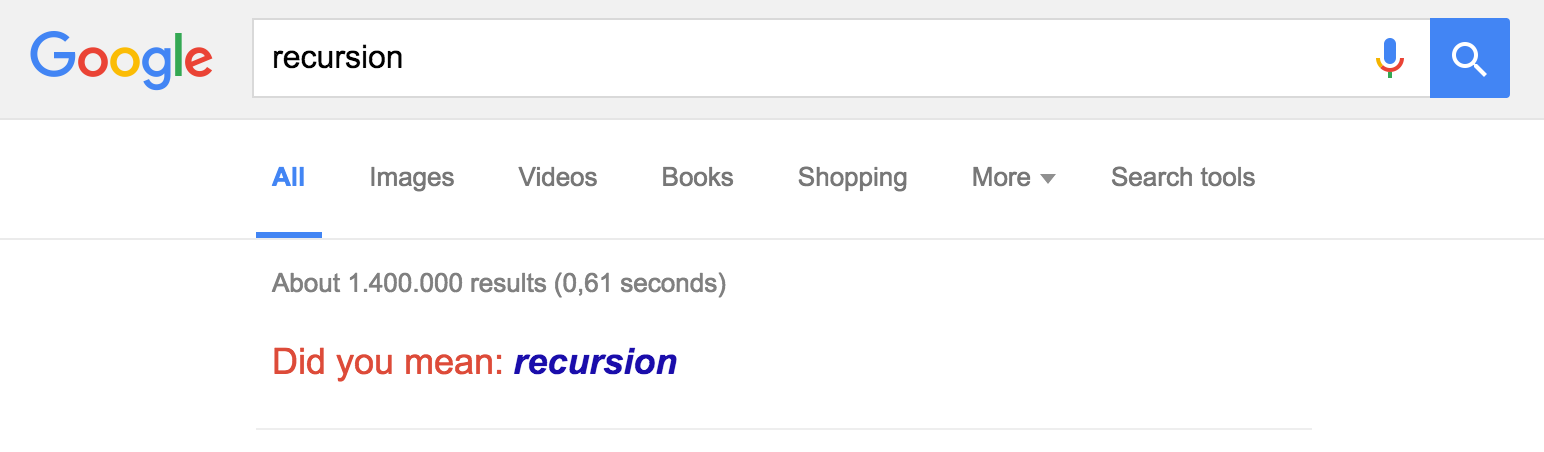 Google recursion
All Images Videos Books Shopping More Search tools
About 1.400.000 results (0,61 seconds)
Did you mean: recursion